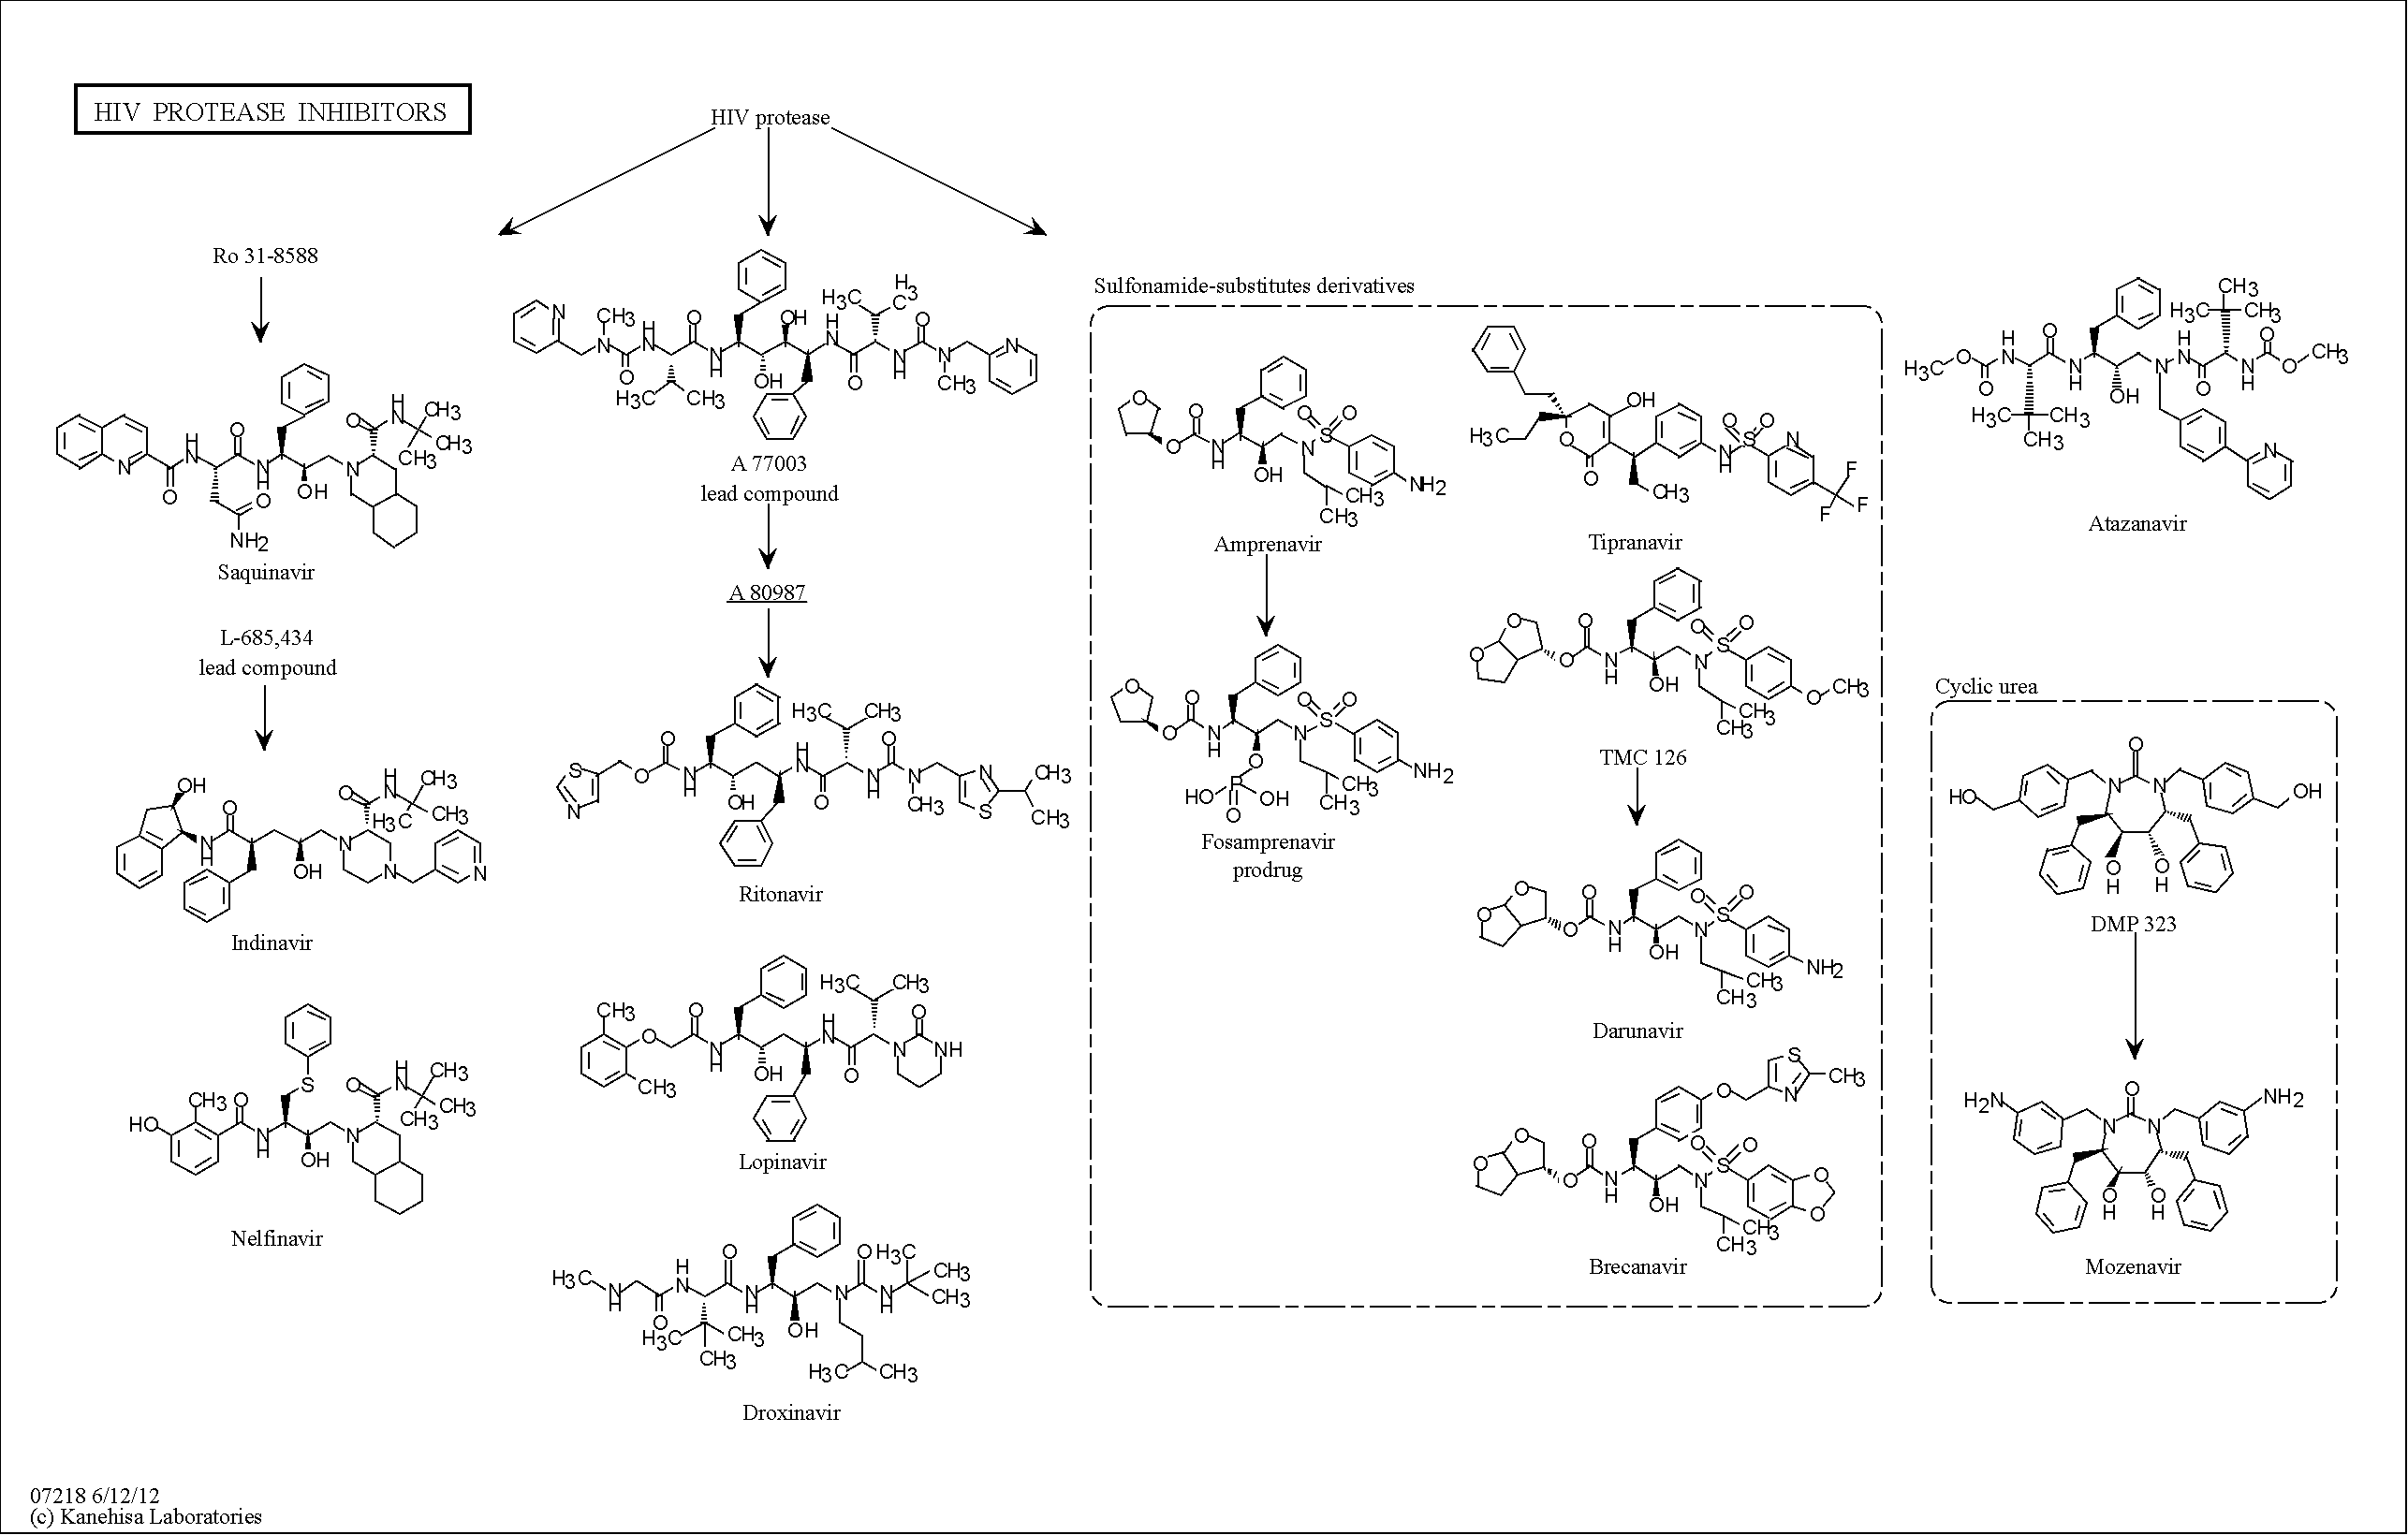 HIV PROTEASE INHIBITORS
HIV protease
Ro 31-8588
Saquinavir
L-685,434
lead compound
Indinavir
Nelfinavir
A 77003
lead compound
A 80987
Ritonavir
Lopinavir
Droxinavir
Sulfonamide-substitutes derivatives
Amprenavir
Fosamprenavir
prodrug
Tipranavir
TMC 126
Darunavir
Brecanavir
Atazanavir
Cyclic urea
DMP 323
Mozenavir
07218 6/12/12
(c) Kanehisa Laboratories